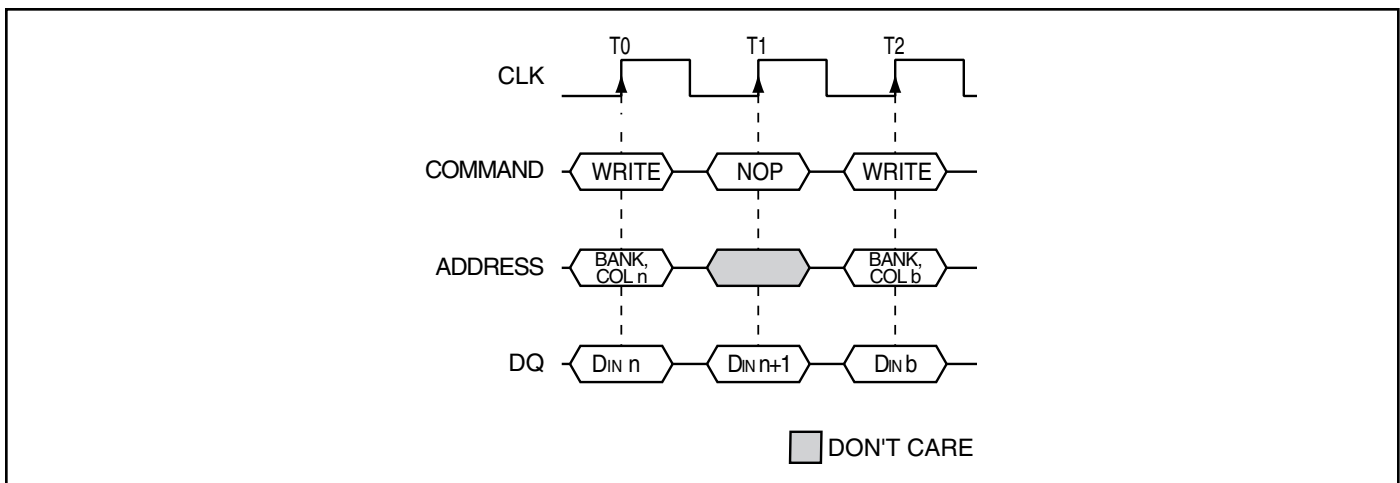 T0 T1 T2
CLK
COMMAND WRITE NOP WRITE
ADDRESS BANK, COL n BANK, COL b
DQ DIN n DIN n+1 DIN b
DON'T CARE